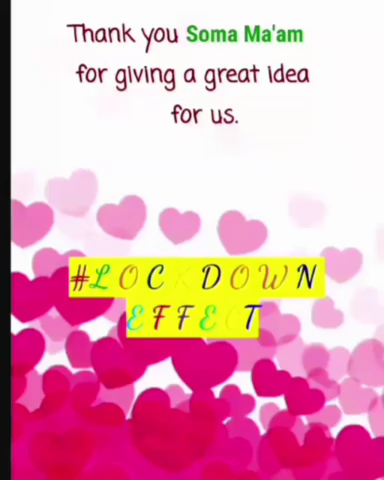 Thank you Soma Ma'am
for giving a great idea
for us.
#LOCKDOWN
EFFECT